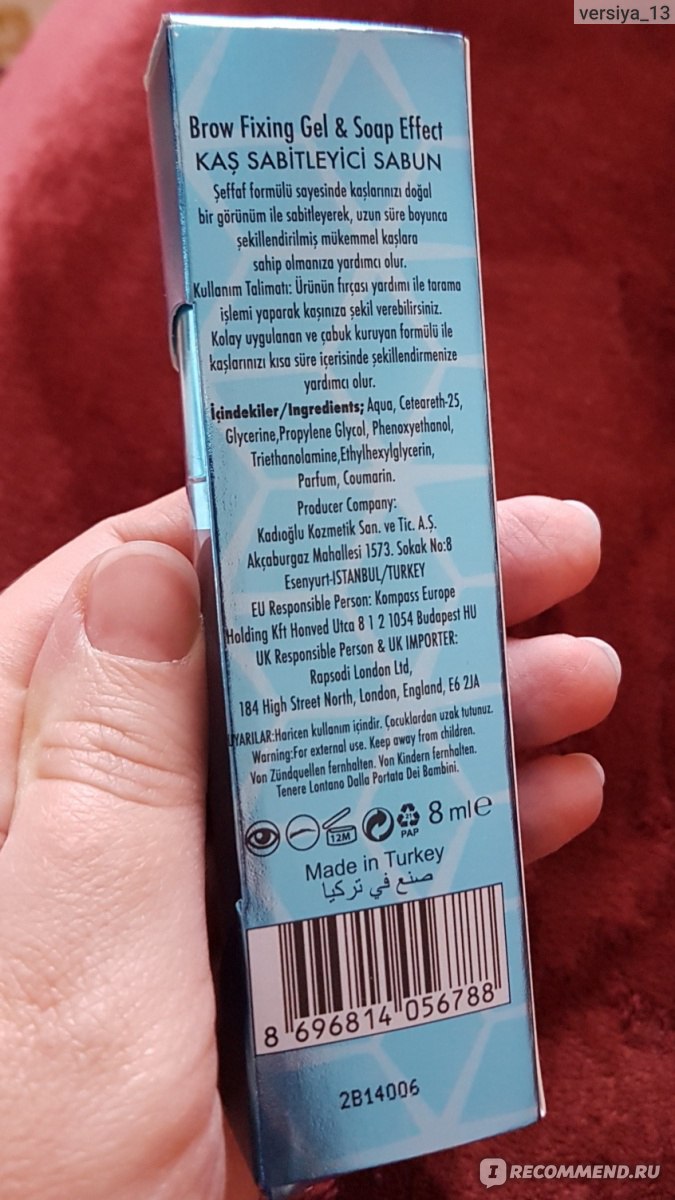 versiya_13
Brow Fixing Gel & Soap Effect
KAŞ SABİTLEYİCİ SABUN
Şeffaf formülü sayesinde kaşlarınızı doğal
bir görünüm ile sabitleyerek, uzun süre boyunca
şekillendirilmiş mükemmel kaşlara
sahip olmanıza yardımcı olur.
Kullanım Talimatı: Ürünün fırçası yardımı ile tarama
işlemi yaparak kaşınıza şekil verebilirsiniz.
Kolay uygulanan ve çabuk kuruyan formülü ile
kaşlarınızı kısa süre içerisinde şekillendirmenize
yardımcı olur.
İçindekiler/Ingredients; Aqua, Ceteareth-25,
Glycerine,Propylene Glycol, Phenoxyethanol,
Triethanolamine,Ethylhexylglycerin,
Parfum, Coumarin.
Producer Company:
Kadıoğlu Kozmetik San. ve Tic. A.Ş.
Akçaburgaz Mahallesi 1573. Sokak No:8
Esenyurt-ISTANBUL/TURKEY
EU Responsible Person: Kompass Europe
Holding Kft Honved Utca 8 1 2 1054 Budapest HU
UK Responsible Person & UK IMPORTER:
Rapsodi London Ltd,
184 High Street North, London, England, E6 2JA
UYARILAR:Haricen kullanım içindir. Çocuklardan uzak tutunuz.
Warning:For external use. Keep away from children.
Von Zündquellen fernhalten. Von Kindern fernhalten.
Tenere Lontano Dalla Portata Dei Bambini.
12M 21 PAP 8 ml e
Made in Turkey
صنع في تركيا
8 696814 056788
2B14006
IRECOMMEND.RU